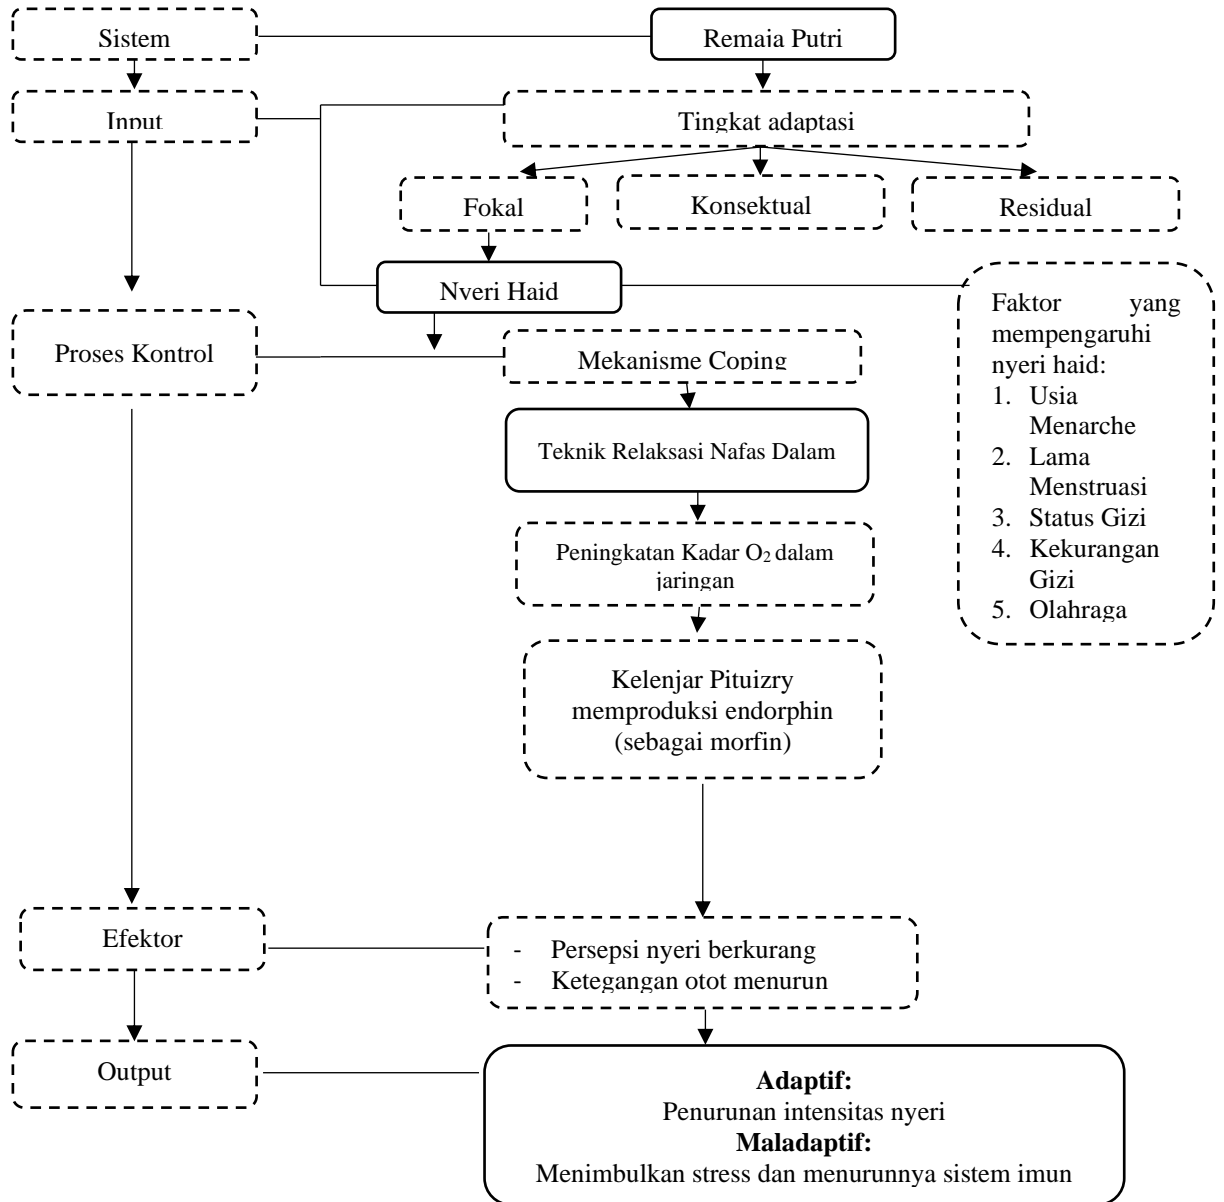 Sistem
Remaja Putri
Input
Tingkat adaptasi
Fokal
Konsektual
Residual
Nyeri Haid
Faktor yang
mempengaruhi
nyeri haid:
1. Usia
Menarche
2. Lama
Menstruasi
3. Status Gizi
4. Kekurangan
Gizi
5. Olahraga
Proses Kontrol
Mekanisme Coping
Teknik Relaksasi Nafas Dalam
Peningkatan Kadar O₂ dalam
jaringan
Kelenjar Pituizry
memproduksi endorphin
(sebagai morfin)
Efektor
- Persepsi nyeri berkurang
- Ketegangan otot menurun
Output
Adaptif:
Penurunan intensitas nyeri
Maladaptif:
Menimbulkan stress dan menurunnya sistem imun